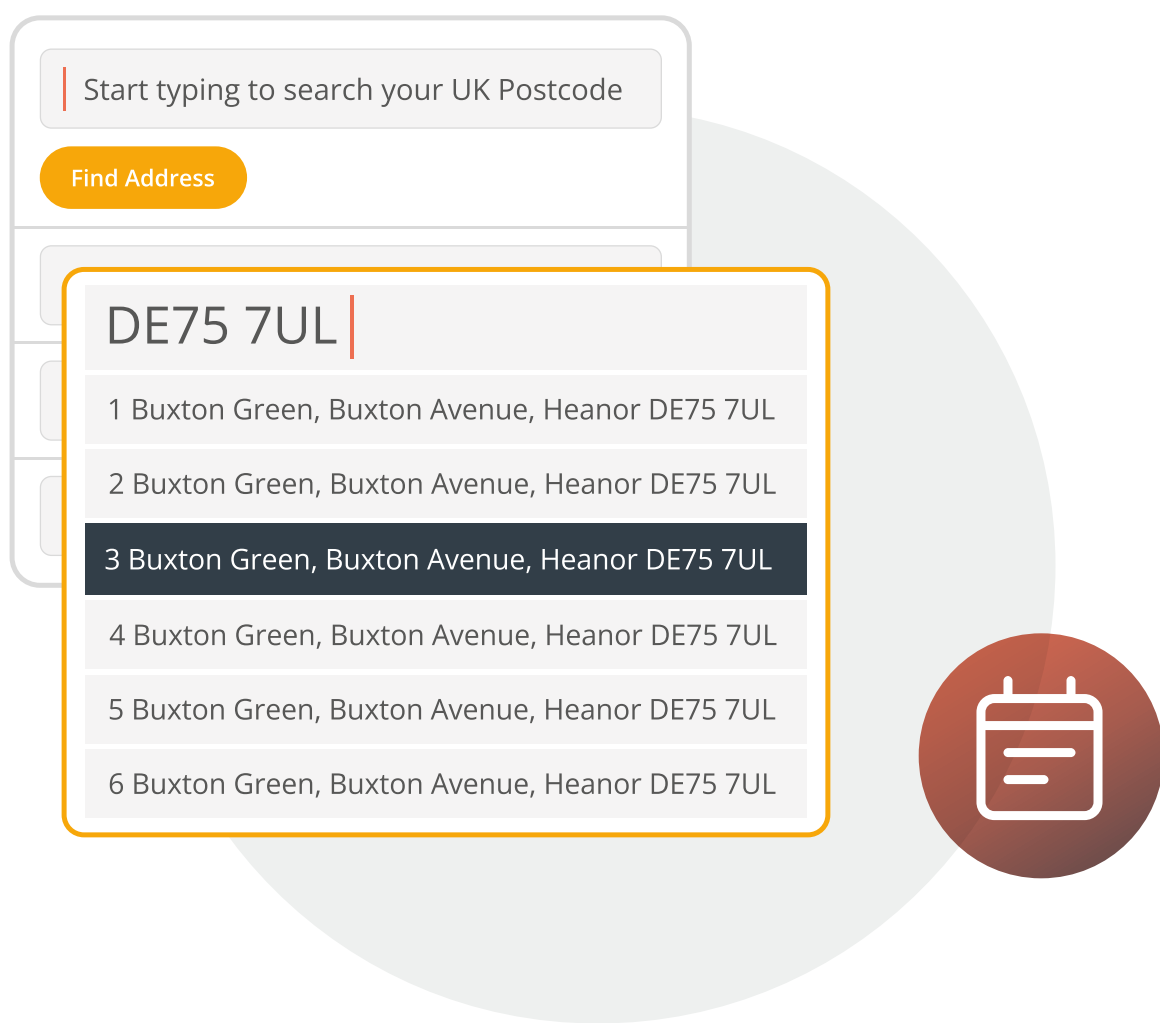 Start typing to search your UK Postcode
Find Address
DE75 7UL
1 Buxton Green, Buxton Avenue, Heanor DE75 7UL
2 Buxton Green, Buxton Avenue, Heanor DE75 7UL
3 Buxton Green, Buxton Avenue, Heanor DE75 7UL
4 Buxton Green, Buxton Avenue, Heanor DE75 7UL
5 Buxton Green, Buxton Avenue, Heanor DE75 7UL
6 Buxton Green, Buxton Avenue, Heanor DE75 7UL